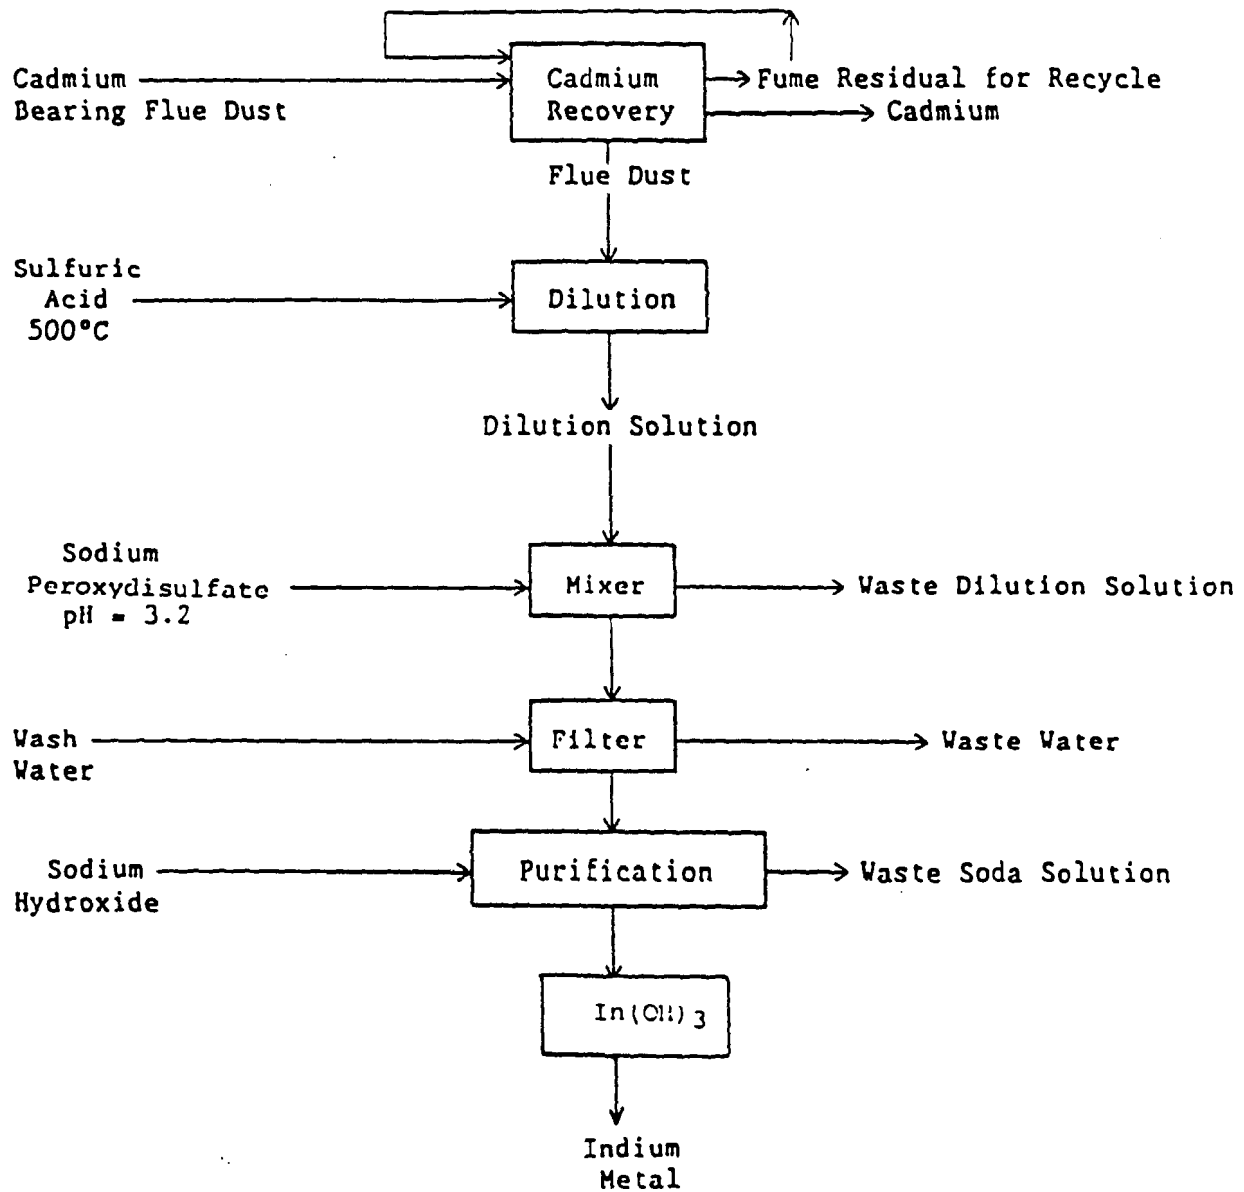 Cadmium
Bearing Flue Dust
Cadmium
Recovery
Fume Residual for Recycle
Cadmium
Flue Dust
Sulfuric
Acid
500°C
Dilution
Dilution Solution
Sodium
Peroxydisulfate
pH = 3.2
Mixer
Waste Dilution Solution
Wash
Water
Filter
Waste Water
Sodium
Hydroxide
Purification
Waste Soda Solution
In(OH)3
Indium
Metal